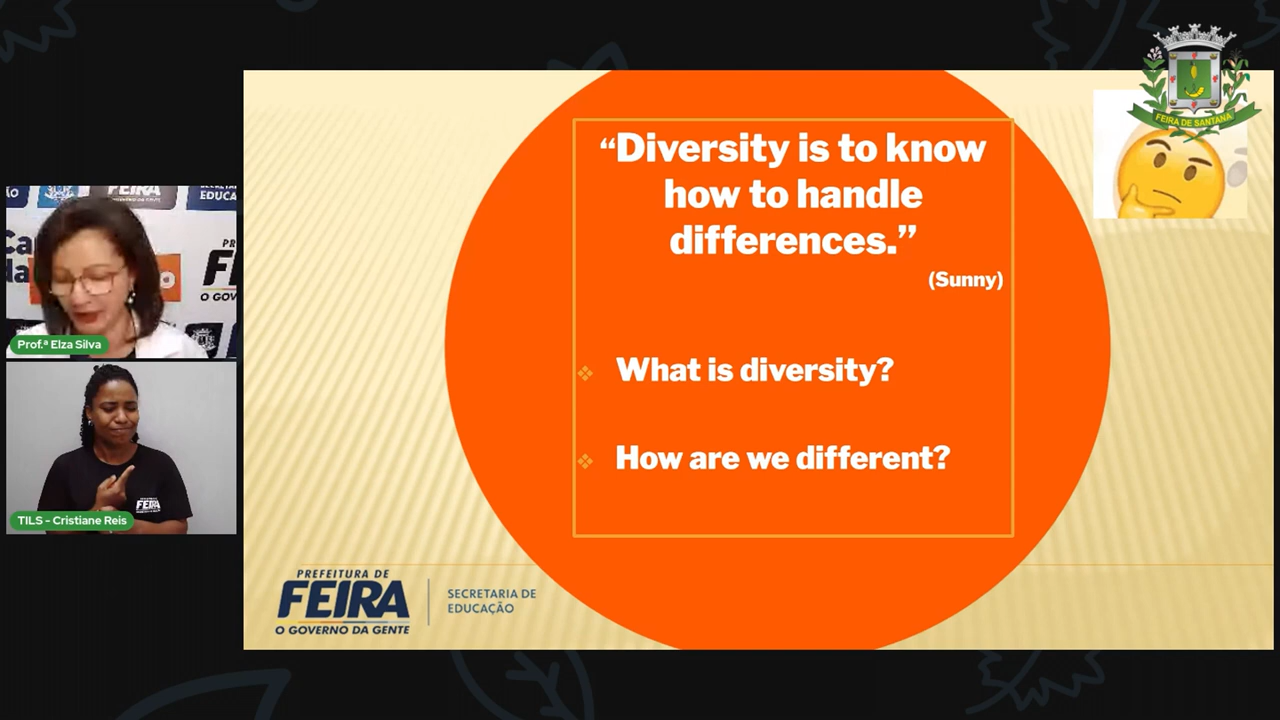 FEIRA DE SANTANA
“Diversity is to know
how to handle
differences.”
(Sunny)
What is diversity?
How are we different?
FEIRA
EDUCA
O GOV
Prof.ª Elza Silva
FEIRA
TILS - Cristiane Reis
PREFEITURA DE
FEIRA
O GOVERNO DA GENTE
SECRETARIA DE
EDUCAÇÃO